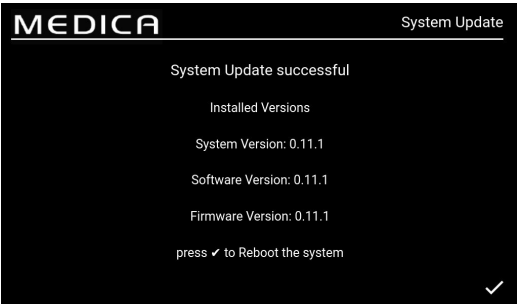 MEDICA
System Update
System Update successful
Installed Versions
System Version: 0.11.1
Software Version: 0.11.1
Firmware Version: 0.11.1
press ✔ to Reboot the system